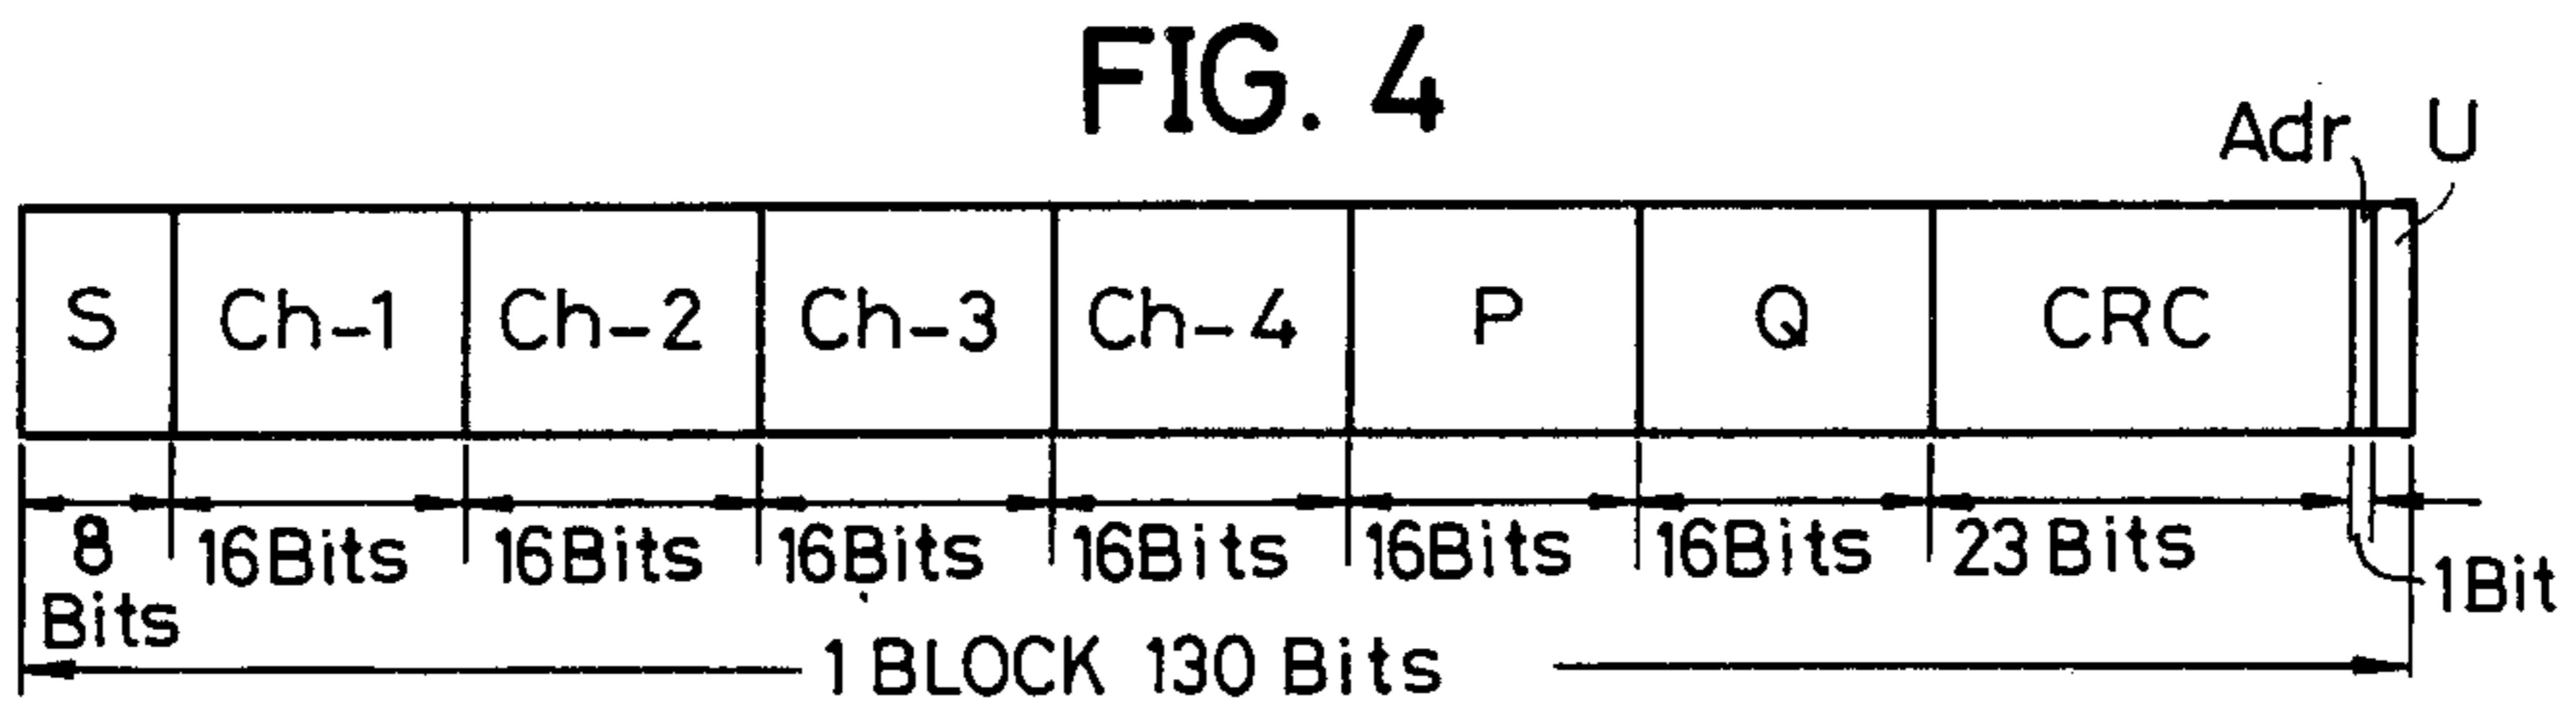 FIG. 4
Adr U
S Ch-1 Ch-2 Ch-3 Ch-4 P Q CRC
8 Bits 16Bits 16Bits 16Bits 16Bits 16Bits 16Bits 23 Bits 1Bit
1 BLOCK 130 Bits